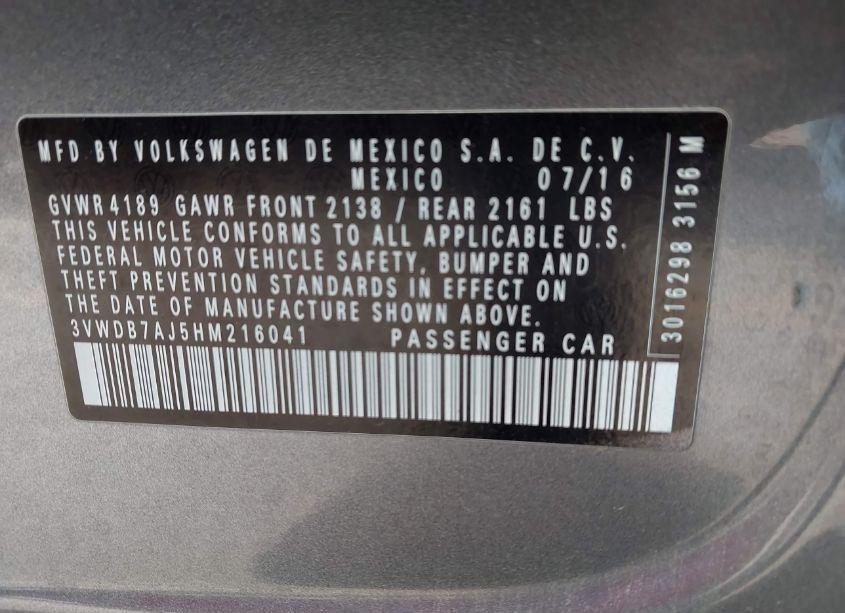 MFD BY VOLKSWAGEN DE MEXICO S.A. DE C.V.
MEXICO 07/16
GVWR 4189 GAWR FRONT 2138 / REAR 2161 LBS
THIS VEHICLE CONFORMS TO ALL APPLICABLE U.S.
FEDERAL MOTOR VEHICLE SAFETY, BUMPER AND
THEFT PREVENTION STANDARDS IN EFFECT ON
THE DATE OF MANUFACTURE SHOWN ABOVE.
3VWDB7AJ5HM216041 PASSENGER CAR
3016298 3156 M